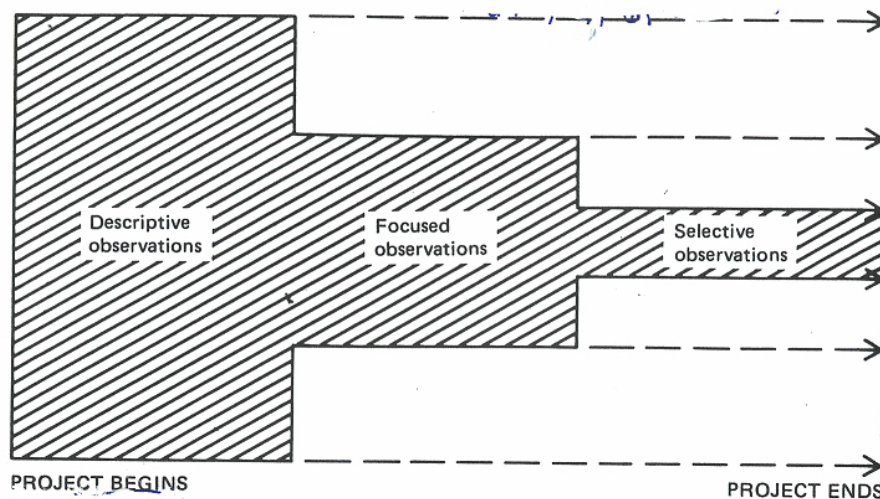 Descriptive
observations
Focused
observations
Selective
observations
PROJECT BEGINS
PROJECT ENDS